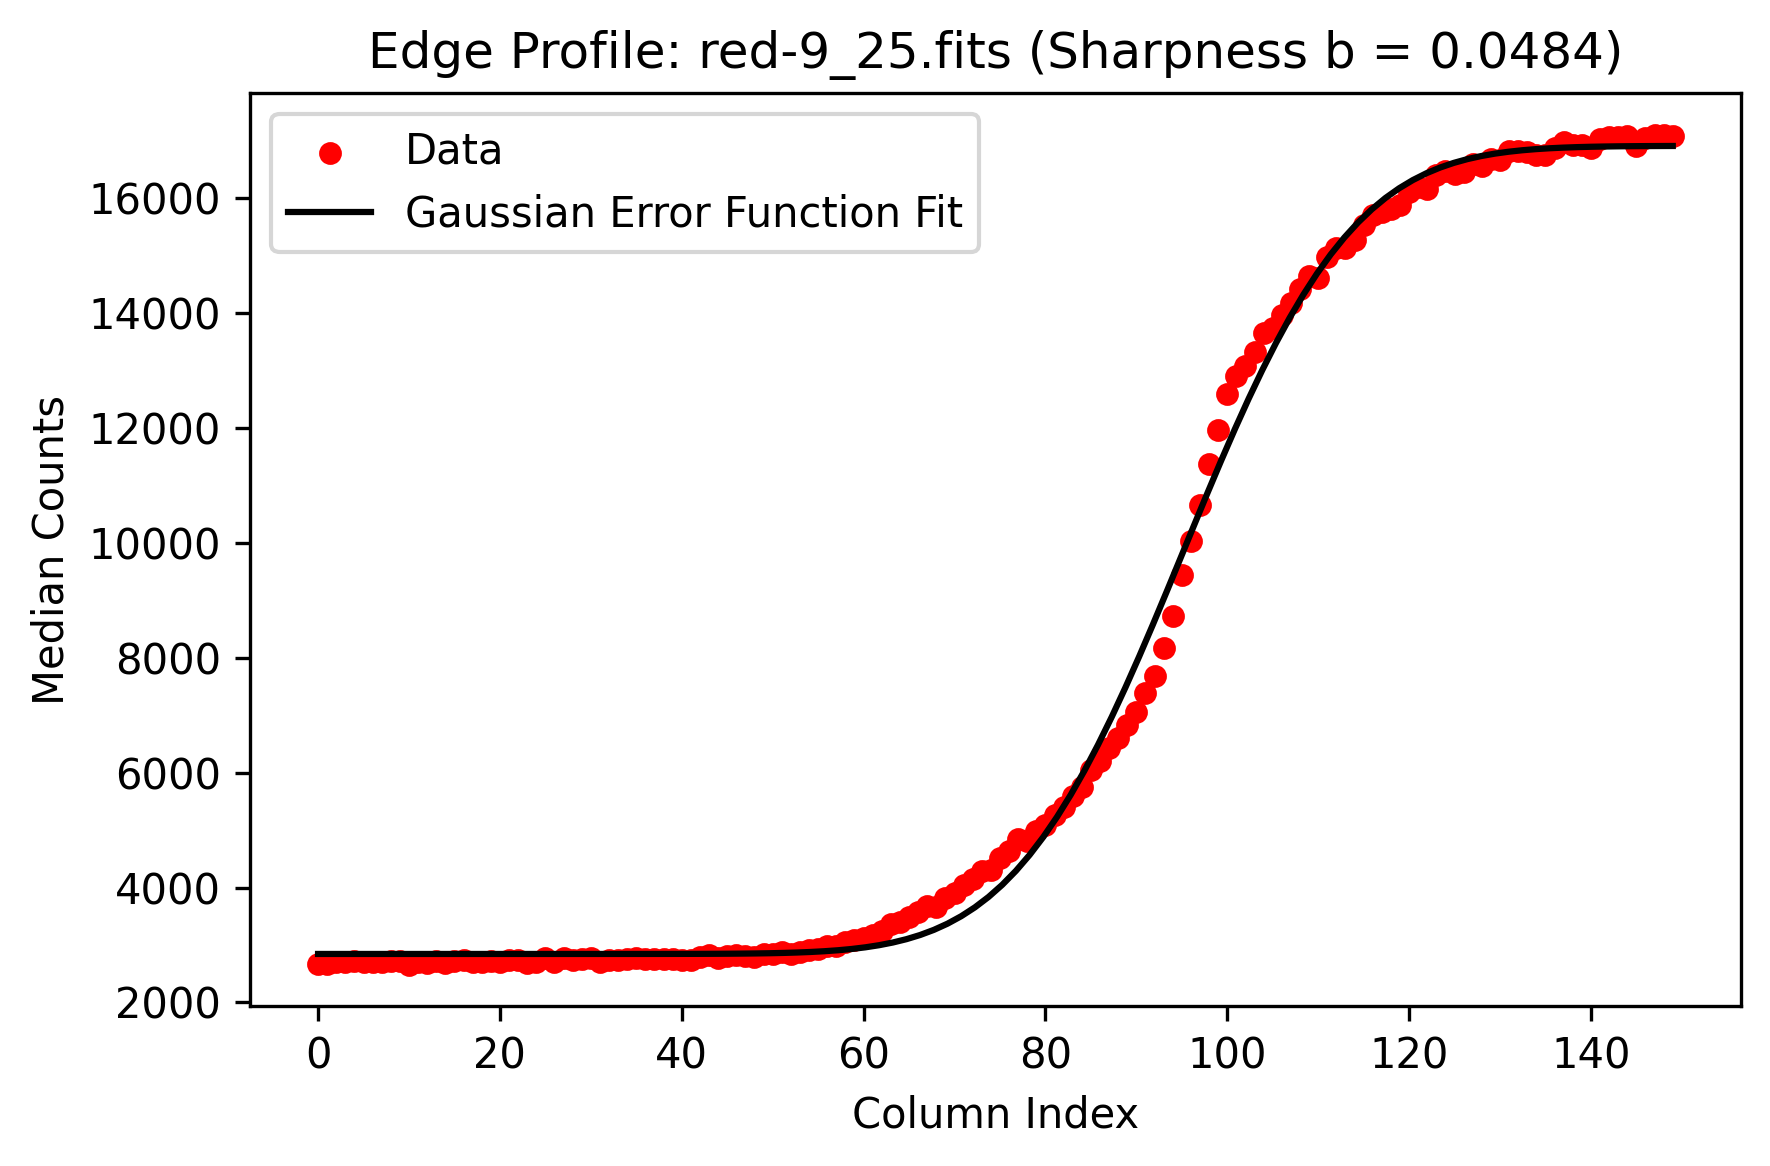 Edge Profile: red-9_25.fits (Sharpness b = 0.0484)
Data
Gaussian Error Function Fit
Median Counts
16000
14000
12000
10000
8000
6000
4000
2000
0 20 40 60 80 100 120 140
Column Index